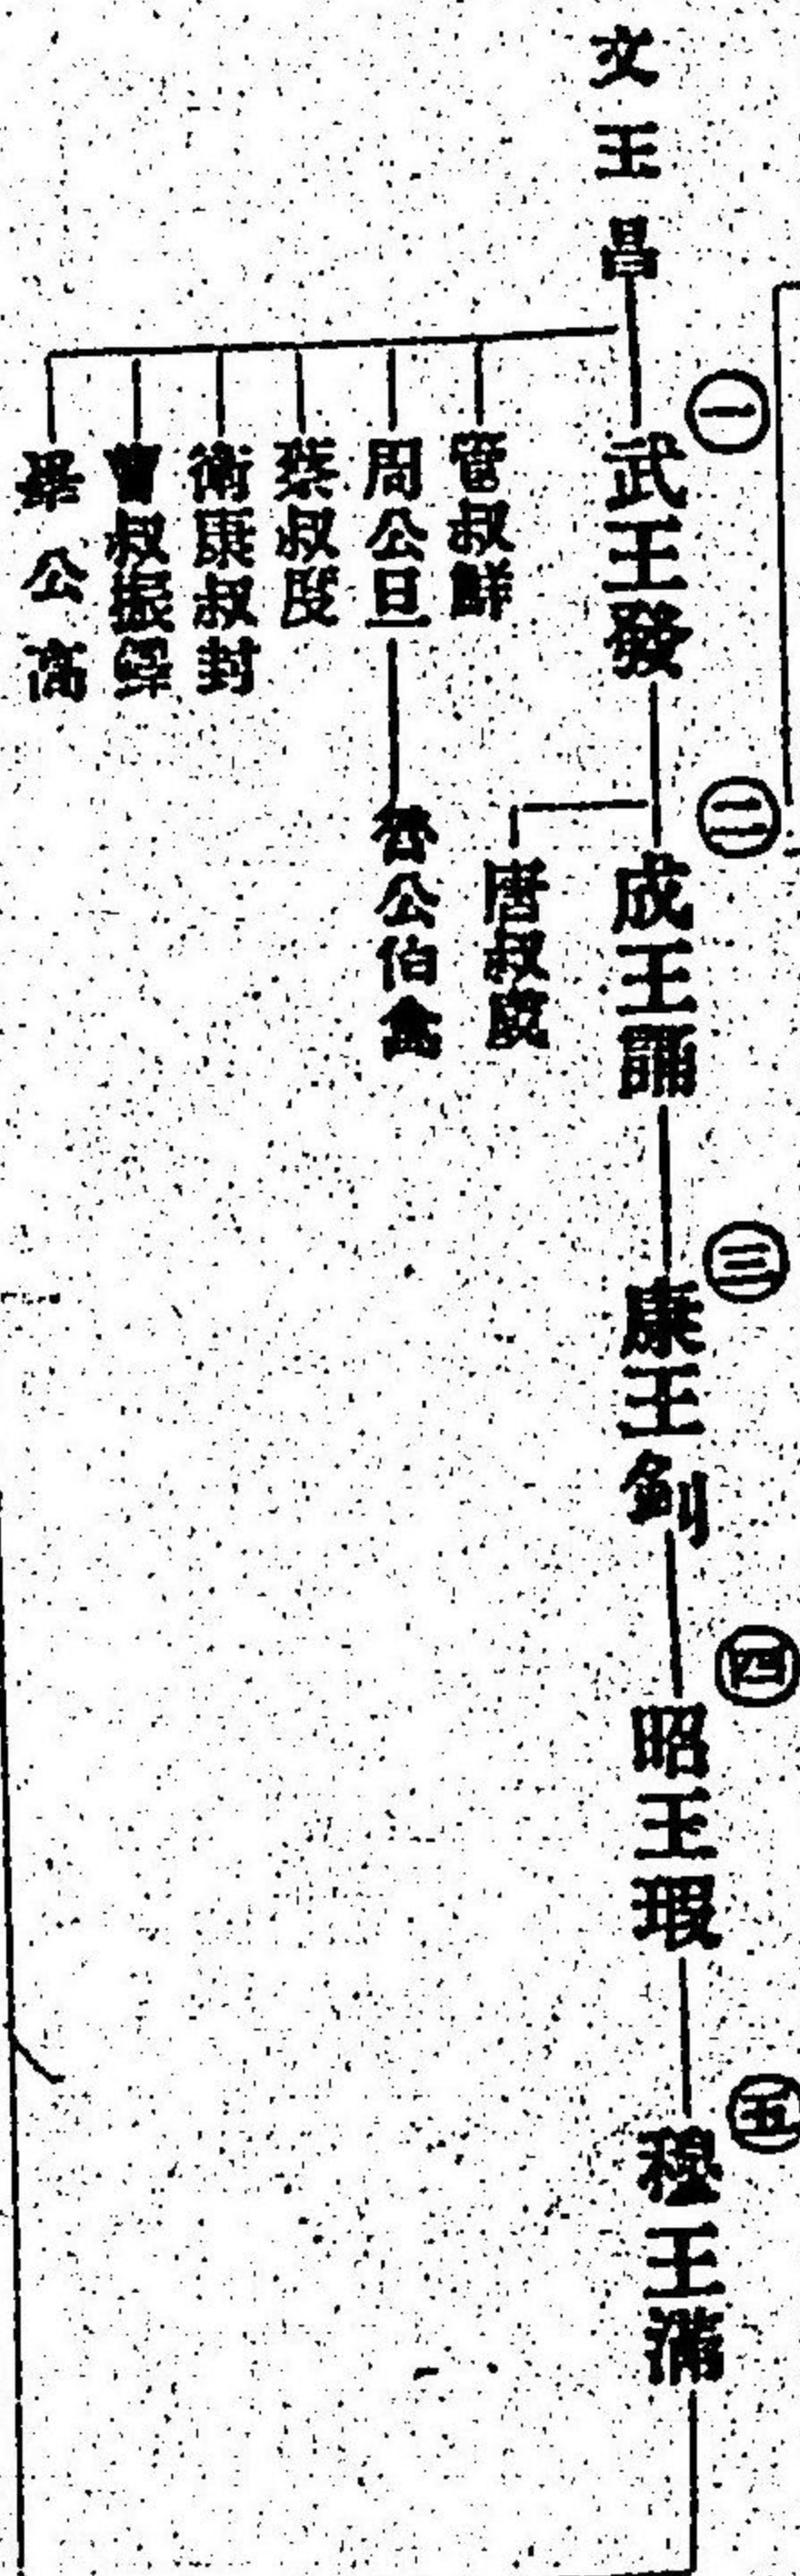 文王昌
㊀
武王發
管叔鮮
周公旦
蔡叔度
衛康叔封
曹叔振鐸
畢公高
㊁
成王誦
唐叔虞
魯公伯禽
㊂
康王釗
㊃
昭王瑕
㊄
穆王滿